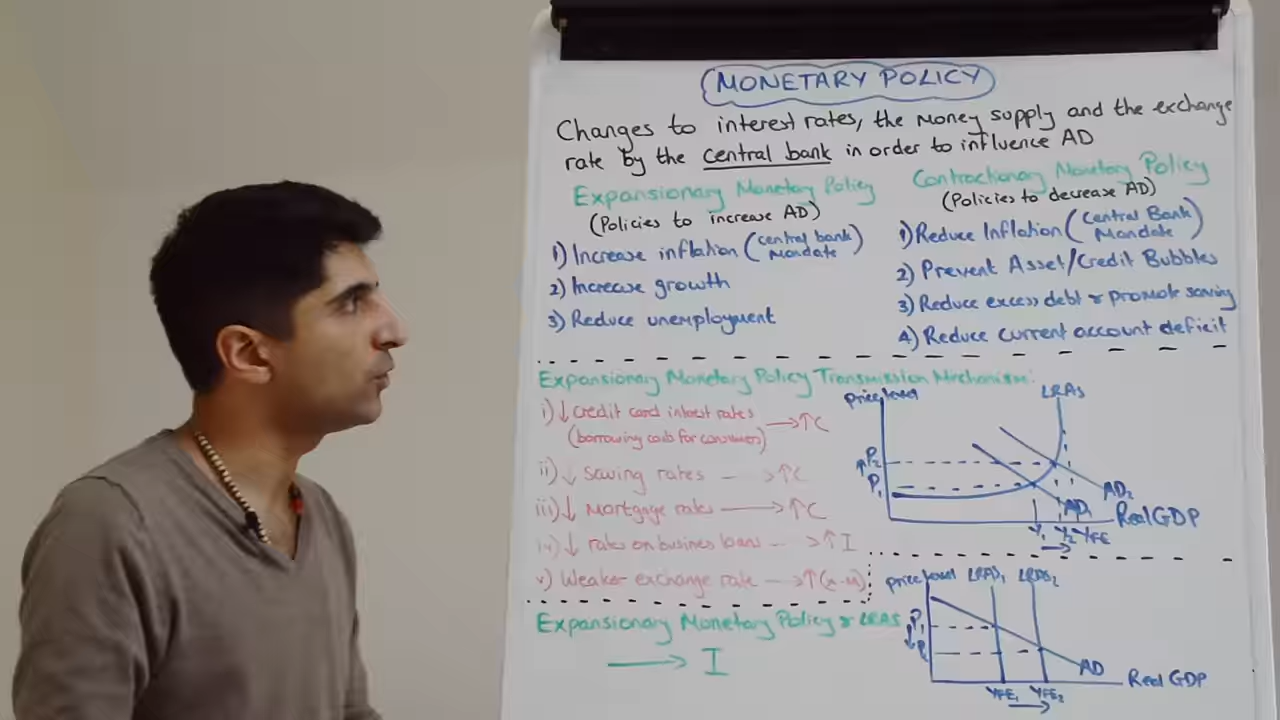 MONETARY POLICY
Changes to interest rates, the money supply and the exchange
rate by the central bank in order to influence AD
Expansionary Monetary Policy
(Policies to increase AD)
1) Increase inflation (central bank
Mandate)
2) Increase growth
3) Reduce unemployment
Contractionary Monetary Policy
(Policies to decrease AD)
1) Reduce Inflation (Central Bank
Mandate)
2) Prevent Asset/Credit Bubbles
3) Reduce excess debt & promote saving
4) Reduce current account deficit
Expansionary Monetary Policy Transmission Mechanism:
i) ↓ credit card interest rates → ↑C
(borrowing costs for consumers)
ii) ↓ saving rates → ↑C
iii) ↓ Mortgage rates → ↑C
iv) ↓ rates on business loans → ↑I
v) Weaker exchange rate → ↑(x-M)
Price level
LRAS
↑P2
P1
AD2
AD1
Real GDP
Y1 Y2 YFE
→
Expansionary Monetary Policy & LRAS
→ I
Price level LRAS1 LRAS2
P1
↓
AD
Real GDP
YFE1 YFE2
→